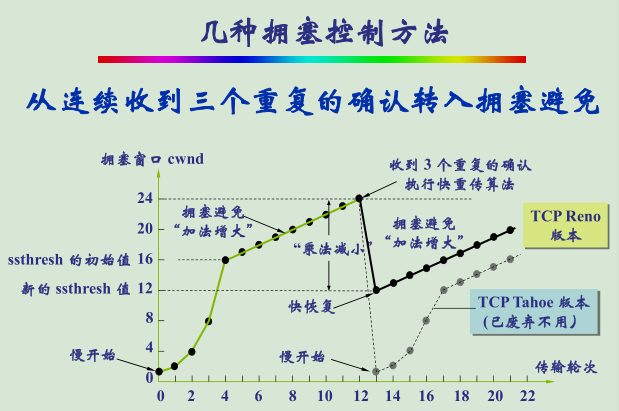 几种拥塞控制方法
从连续收到三个重复的确认转入拥塞避免
拥塞窗口 cwnd
收到 3 个重复的确认
执行快重传算法
24
拥塞避免
“加法增大”
拥塞避免
“加法增大”
TCP Reno
版本
20
“乘法减小”
ssthresh 的初始值
16
新的 ssthresh 值
12
快恢复
TCP Tahoe 版本
(已废弃不用)
8
4
慢开始
慢开始
传输轮次
0
0
2
4
6
8
10
12
14
16
18
20
22